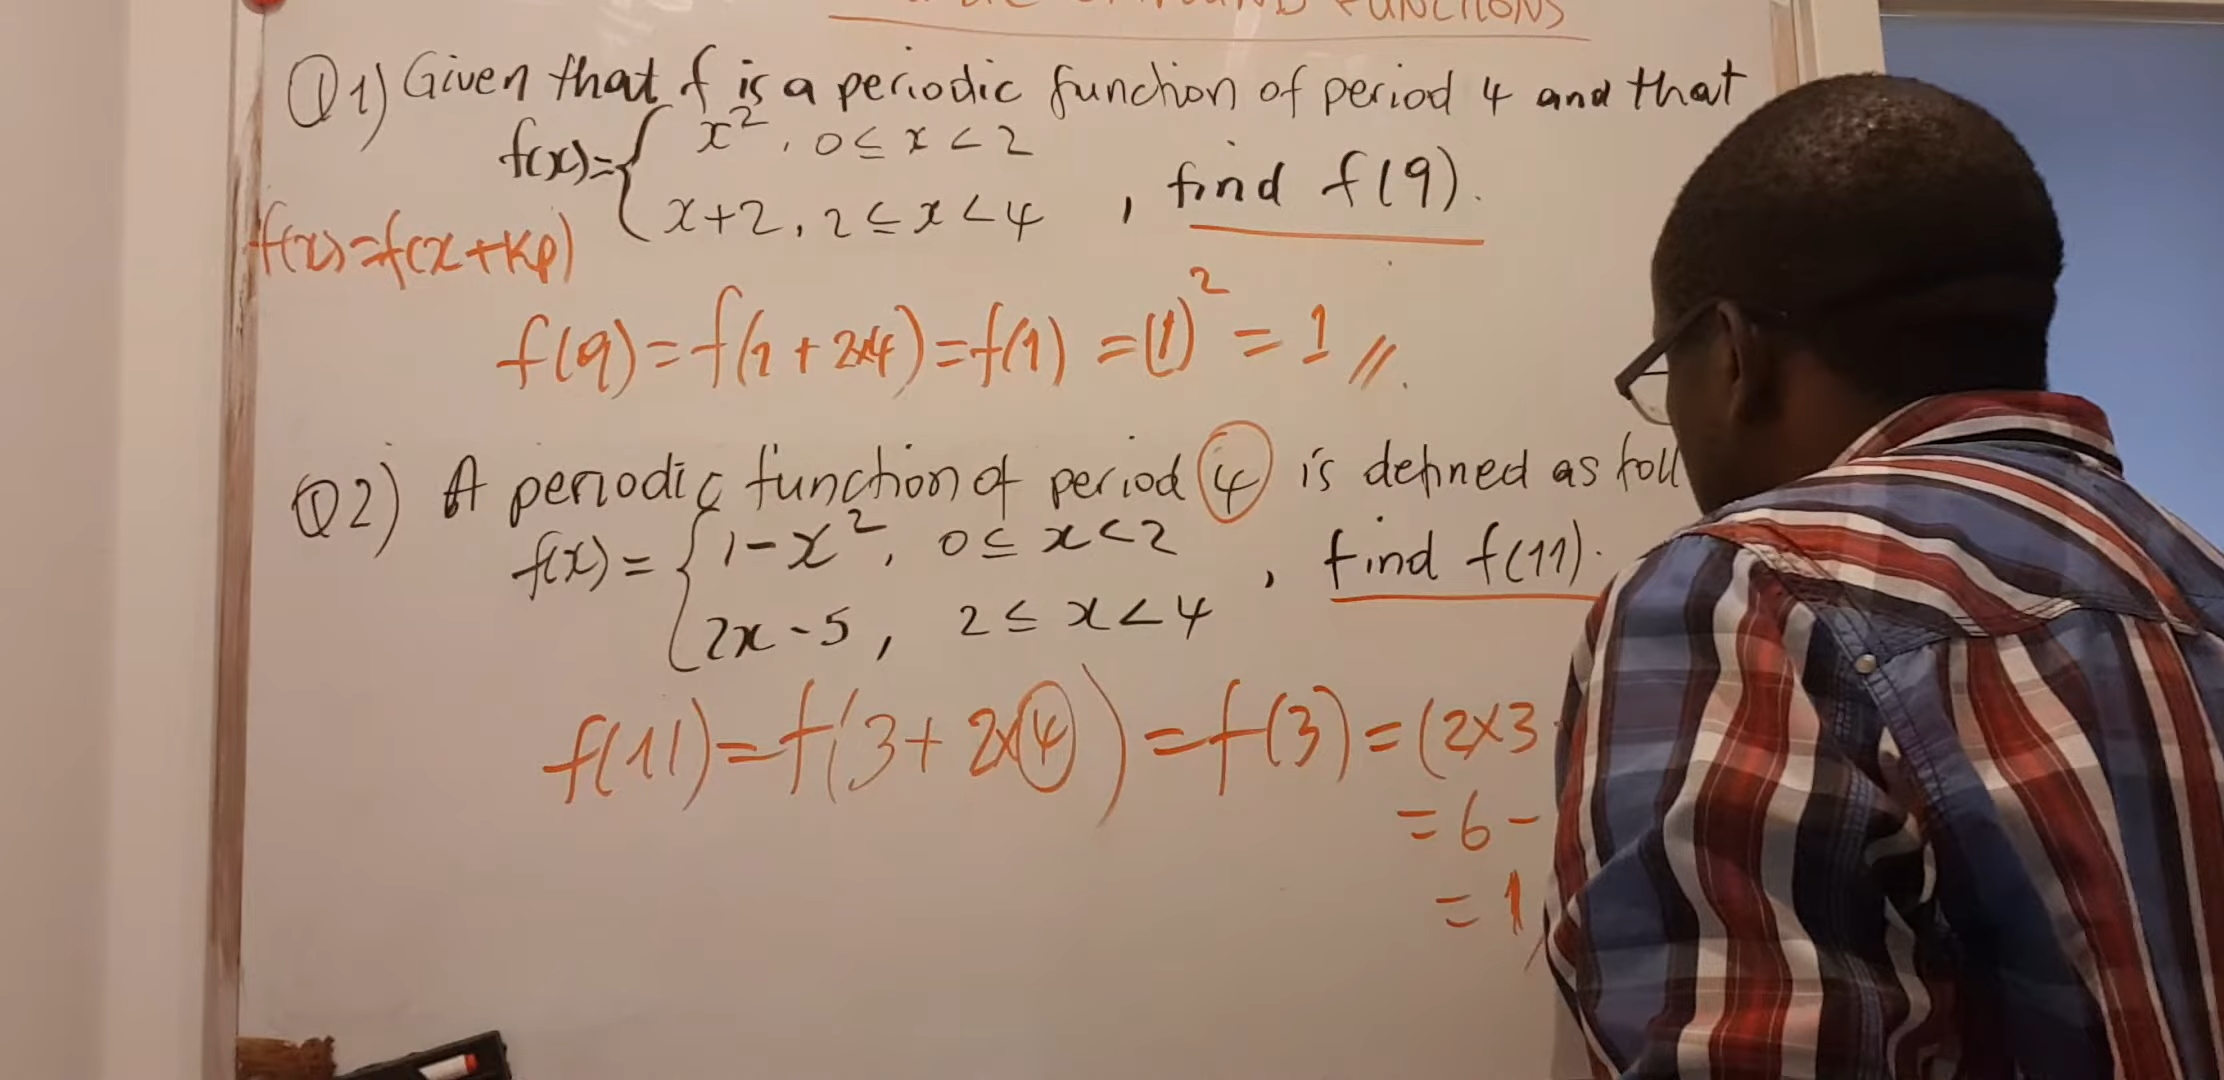 FUNCTIONS
Q1) Given that f is a periodic function of period 4 and that
f(x)={ x², 0≤x<2
x+2, 2≤x<4 , find f(9).
f(x)=f(x+kp)
f(9)=f(1+2×4)=f(1)=(1)²=1//.
Q2) A periodic function of period 4 is defined as foll
f(x)={ 1-x², 0≤x<2
2x-5, 2≤x<4 , find f(11).
f(11)=f(3+2×4)=f(3)=(2×3
=6-
=1